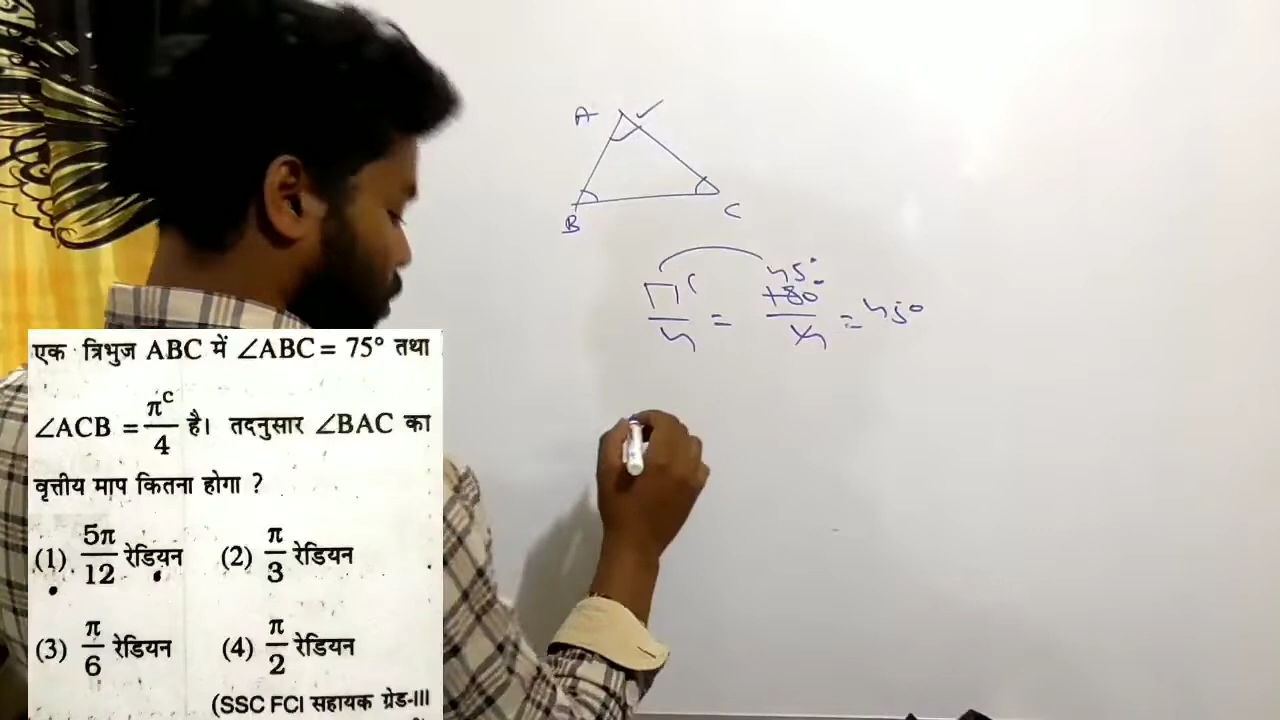 एक त्रिभुज ABC में ∠ABC = 75° तथा
∠ACB = π^c/4 है। तदनुसार ∠BAC का
वृत्तीय माप कितना होगा ?
(1) 5π/12 रेडियन (2) π/3 रेडियन
(3) π/6 रेडियन (4) π/2 रेडियन
(SSC FCI सहायक ग्रेड-III
A
B
C
45°
π^c/4 = 180°/4 = 45°